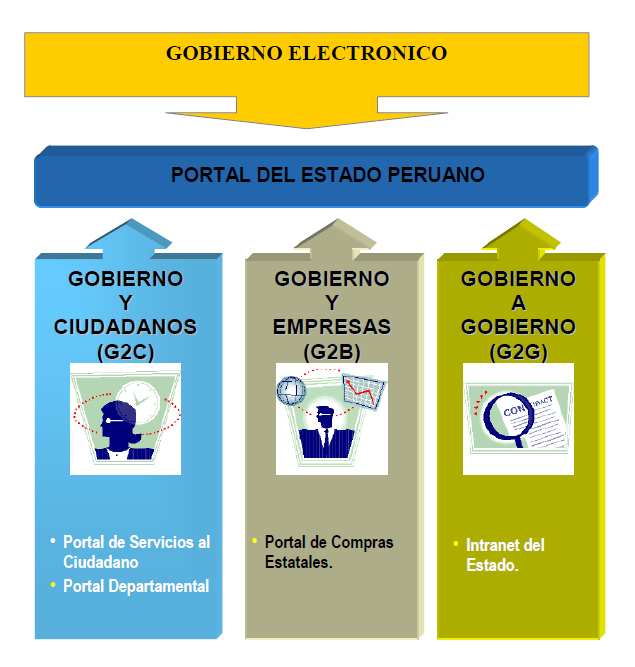 GOBIERNO ELECTRONICO
PORTAL DEL ESTADO PERUANO
GOBIERNO
Y
CIUDADANOS
(G2C)
• Portal de Servicios al
Ciudadano
• Portal Departamental
GOBIERNO
Y
EMPRESAS
(G2B)
• Portal de Compras
Estatales.
GOBIERNO
A
GOBIERNO
(G2G)
CONTRACT
• Intranet del
Estado.